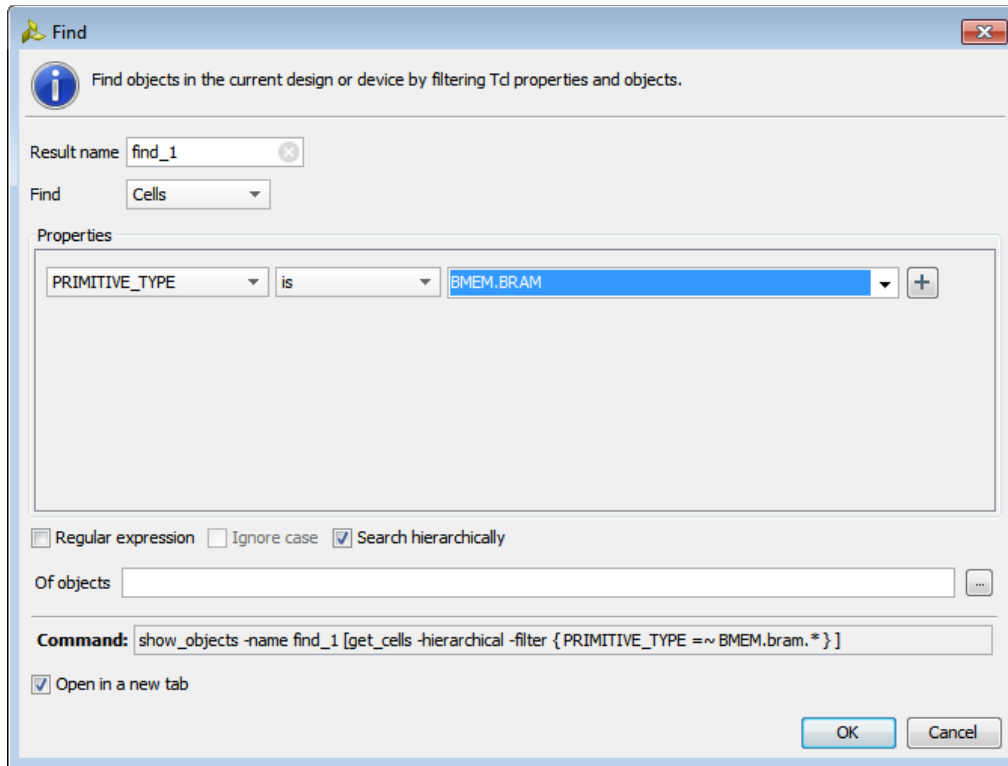 Find
Find objects in the current design or device by filtering Tcl properties and objects.
Result name find_1
Find Cells
Properties
PRIMITIVE_TYPE is BMEM.BRAM
Regular expression Ignore case Search hierarchically
Of objects ...
Command: show_objects -name find_1 [get_cells -hierarchical -filter { PRIMITIVE_TYPE =~ BMEM.bram.* } ]
Open in a new tab
OK Cancel